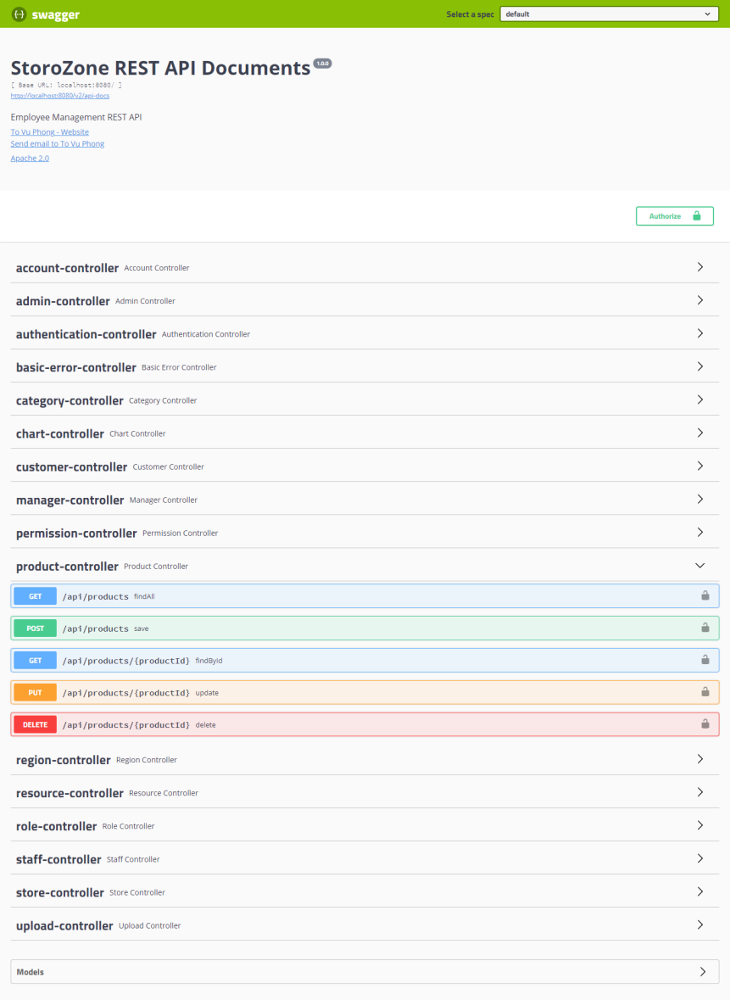 swagger
Select a spec default
StoroZone REST API Documents 1.0.0
[ Base URL: localhost:8080/ ]
http://localhost:8080/v2/api-docs
Employee Management REST API
To Vu Phong - Website
Send email to To Vu Phong
Apache 2.0
Authorize
account-controller Account Controller
admin-controller Admin Controller
authentication-controller Authentication Controller
basic-error-controller Basic Error Controller
category-controller Category Controller
chart-controller Chart Controller
customer-controller Customer Controller
manager-controller Manager Controller
permission-controller Permission Controller
product-controller Product Controller
GET /api/products findAll
POST /api/products save
GET /api/products/{productId} findById
PUT /api/products/{productId} update
DELETE /api/products/{productId} delete
region-controller Region Controller
resource-controller Resource Controller
role-controller Role Controller
staff-controller Staff Controller
store-controller Store Controller
upload-controller Upload Controller
Models